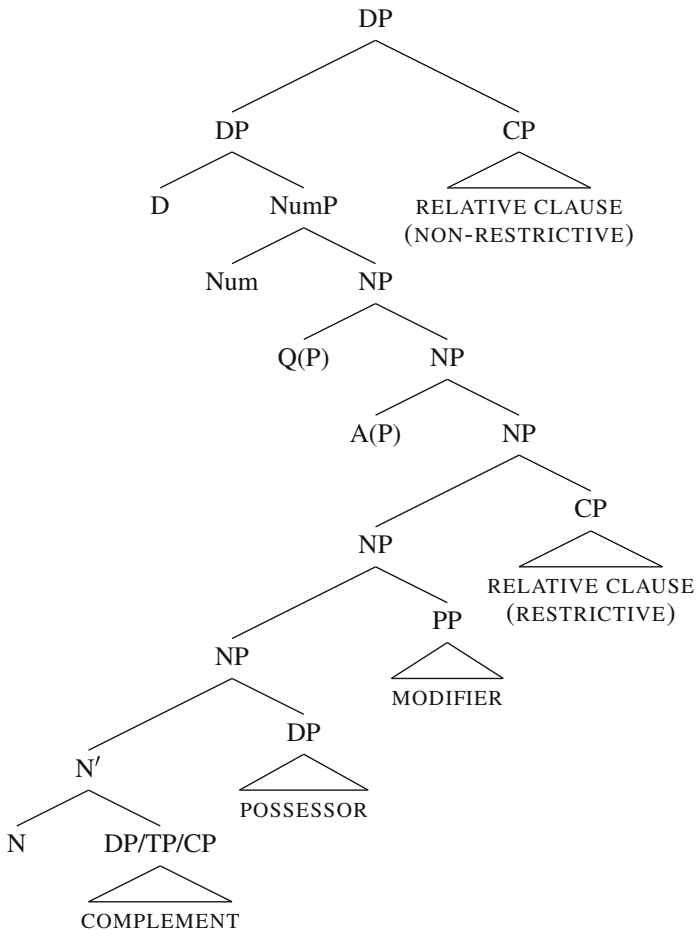 DP
DP CP
D NumP RELATIVE CLAUSE
(NON-RESTRICTIVE)
Num NP
Q(P) NP
A(P) NP
NP CP
RELATIVE CLAUSE
(RESTRICTIVE)
NP PP
MODIFIER
N′ DP
POSSESSOR
N DP/TP/CP
COMPLEMENT